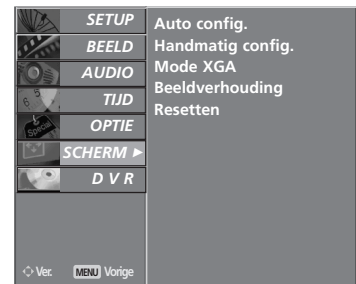 SETUP
BEELD
AUDIO
TIJD
OPTIE
SCHERM ►
D V R
Auto config.
Handmatig config.
Mode XGA
Beeldverhouding
Resetten
Ver. MENU Vorige